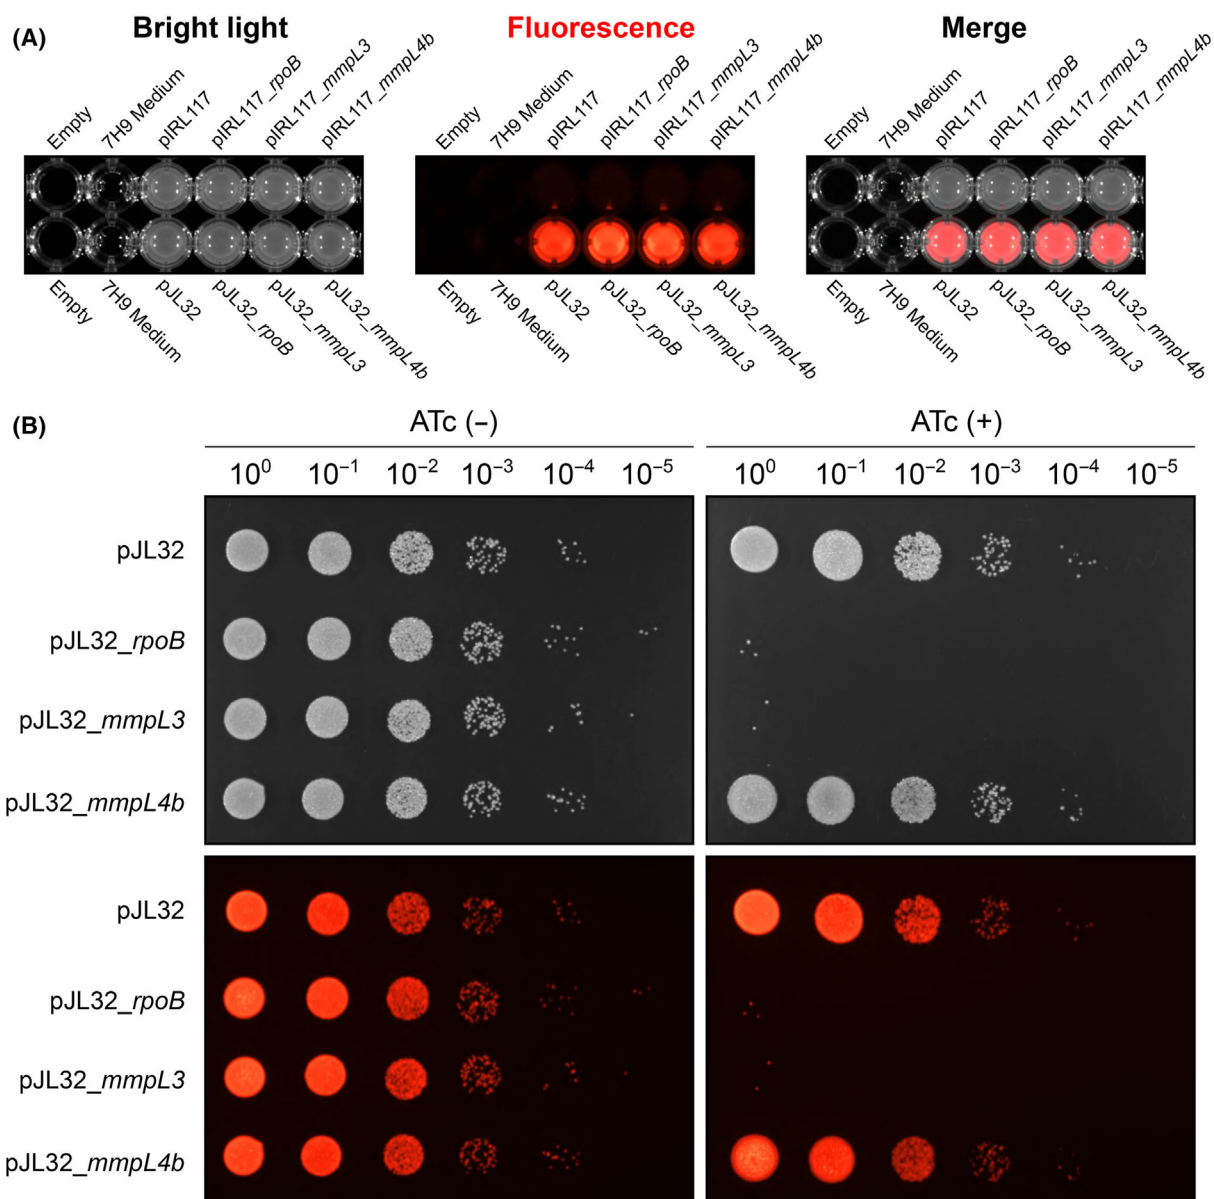 (A)
Bright light
Fluorescence
Merge
Empty
7H9 Medium
pIRL117
pIRL117_rpoB
pIRL117_mmpL3
pIRL117_mmpL4b
Empty
7H9 Medium
pIRL117
pIRL117_rpoB
pIRL117_mmpL3
pIRL117_mmpL4b
Empty
7H9 Medium
pIRL117
pIRL117_rpoB
pIRL117_mmpL3
pIRL117_mmpL4b
Empty
7H9 Medium
pJL32
pJL32_rpoB
pJL32_mmpL3
pJL32_mmpL4b
Empty
7H9 Medium
pJL32
pJL32_rpoB
pJL32_mmpL3
pJL32_mmpL4b
Empty
7H9 Medium
pJL32
pJL32_rpoB
pJL32_mmpL3
pJL32_mmpL4b
(B)
ATc (–)
ATc (+)
10⁰ 10⁻¹ 10⁻² 10⁻³ 10⁻⁴ 10⁻⁵
10⁰ 10⁻¹ 10⁻² 10⁻³ 10⁻⁴ 10⁻⁵
pJL32
pJL32_rpoB
pJL32_mmpL3
pJL32_mmpL4b
pJL32
pJL32_rpoB
pJL32_mmpL3
pJL32_mmpL4b